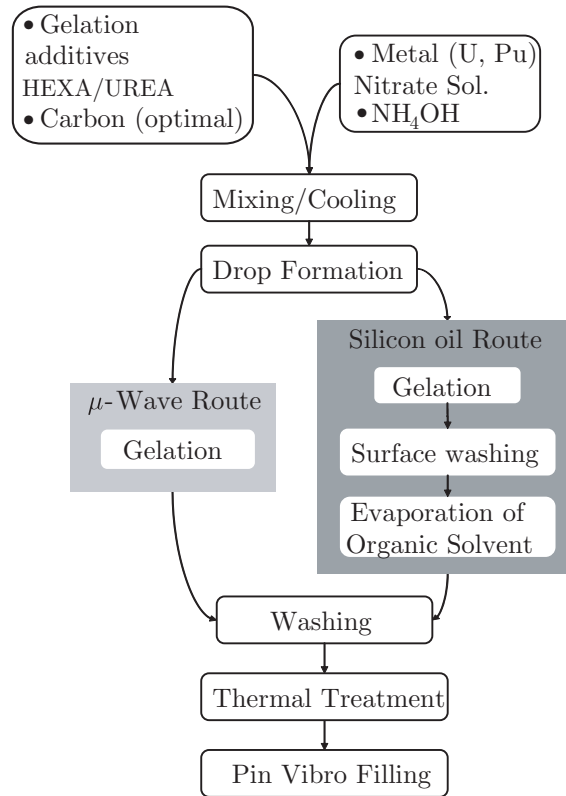 • Gelation
additives
HEXA/UREA
• Carbon (optimal)
• Metal (U, Pu)
Nitrate Sol.
• NH₄OH
Mixing/Cooling
Drop Formation
Silicon oil Route
Gelation
Surface washing
Evaporation of
Organic Solvent
μ-Wave Route
Gelation
Washing
Thermal Treatment
Pin Vibro Filling